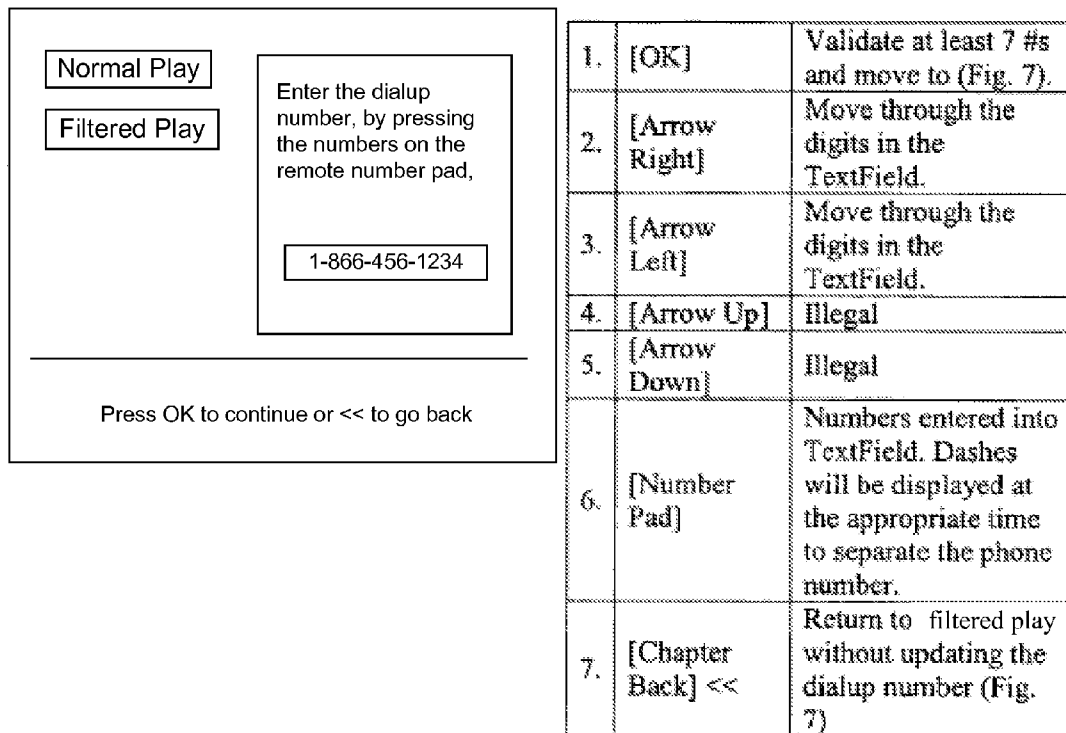 Normal Play
Filtered Play
Enter the dialup
number, by pressing
the numbers on the
remote number pad,
1-866-456-1234
Press OK to continue or << to go back
1. [OK] Validate at least 7 #s
and move to (Fig. 7).
2. [Arrow
Right] Move through the
digits in the
TextField.
3. [Arrow
Left] Move through the
digits in the
TextField.
4. [Arrow Up] Illegal
5. [Arrow
Down] Illegal
6. [Number
Pad] Numbers entered into
TextField. Dashes
will be displayed at
the appropriate time
to separate the phone
number.
7. [Chapter
Back] << Return to filtered play
without updating the
dialup number (Fig.
7)